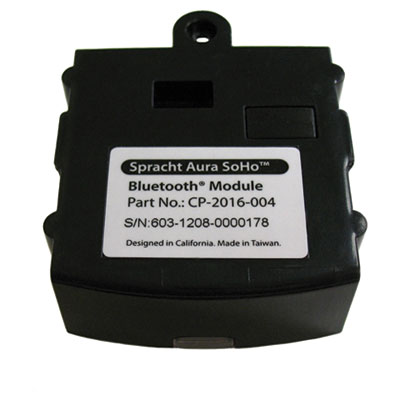 Spracht Aura SoHo™
Bluetooth® Module
Part No.: CP-2016-004
S/N:603-1208-0000178
Designed in California. Made in Taiwan.